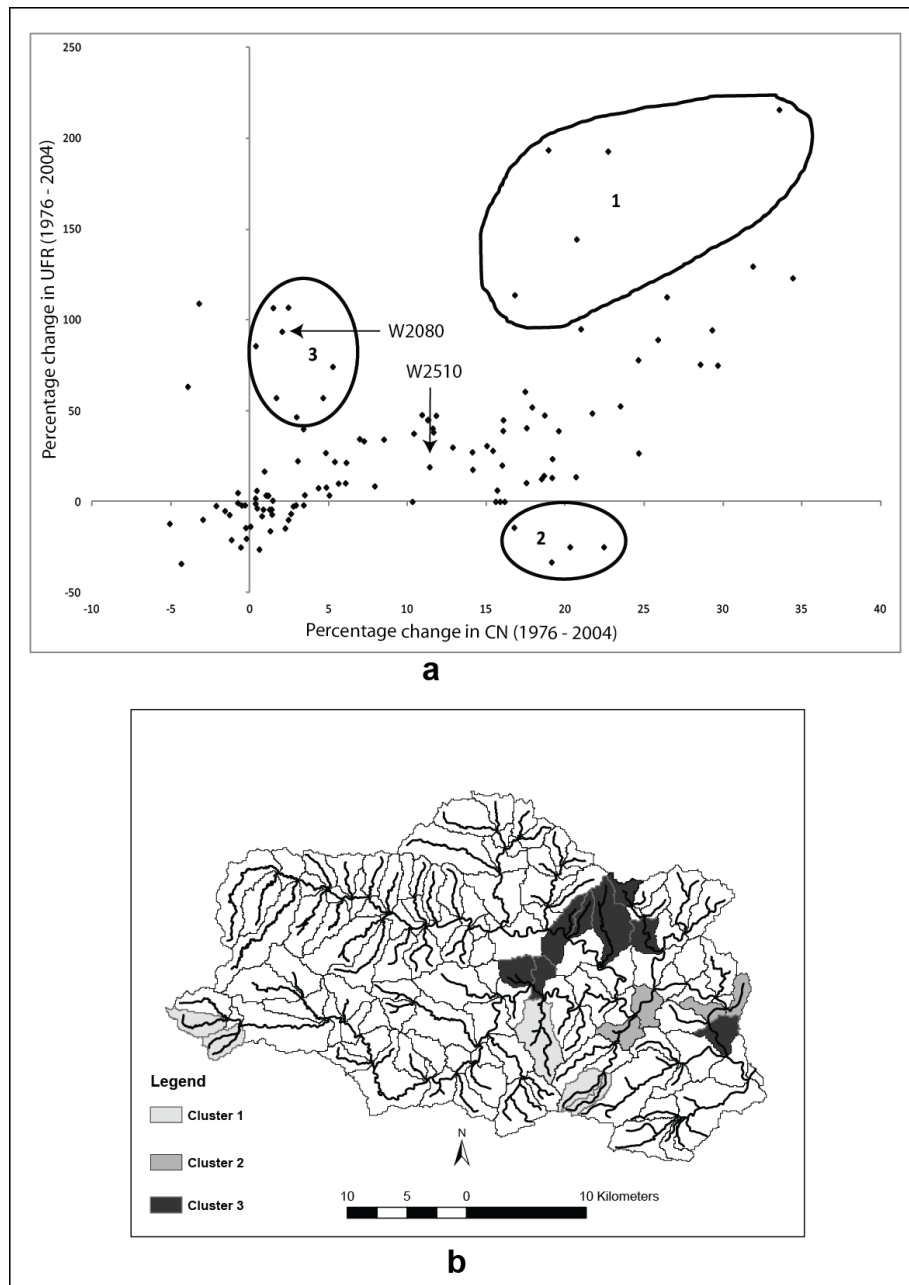 250
200
150
100
50
0
-50
Percentage change in UFR (1976 - 2004)
1
3
W2080
W2510
2
-10
-5
0
5
10
15
20
25
30
35
40
Percentage change in CN (1976 - 2004)
a
Legend
Cluster 1
Cluster 2
Cluster 3
N
10 5 0 10 Kilometers
b